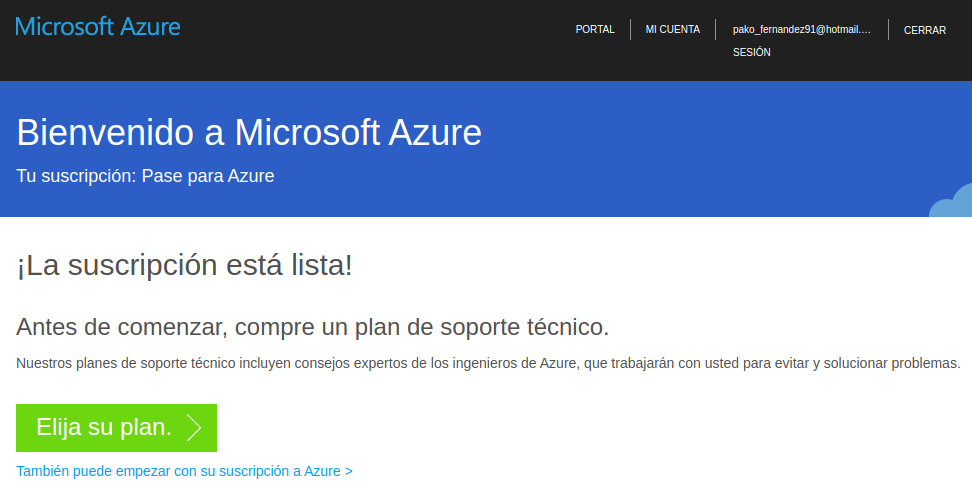 Microsoft Azure
PORTAL MI CUENTA pako_fernandez91@hotmail.... CERRAR
SESIÓN
Bienvenido a Microsoft Azure
Tu suscripción: Pase para Azure
¡La suscripción está lista!
Antes de comenzar, compre un plan de soporte técnico.
Nuestros planes de soporte técnico incluyen consejos expertos de los ingenieros de Azure, que trabajarán con usted para evitar y solucionar problemas.
Elija su plan.
También puede empezar con su suscripción a Azure >